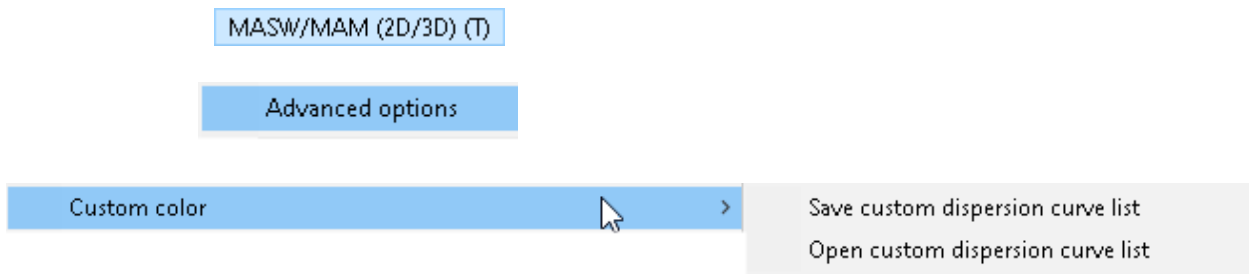 MASW/MAM (2D/3D) (T)
Advanced options
Custom color > Save custom dispersion curve list
Open custom dispersion curve list